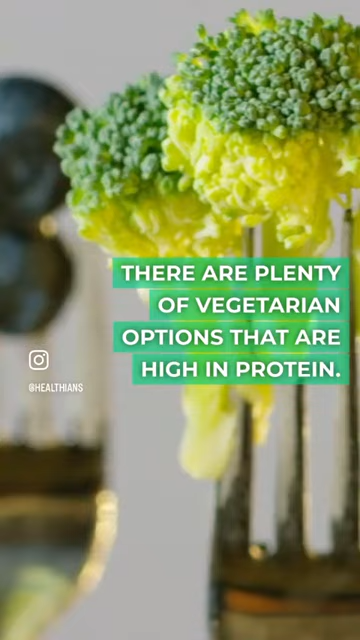 THERE ARE PLENTY
OF VEGETARIAN
OPTIONS THAT ARE
HIGH IN PROTEIN.
@HEALTHIANS